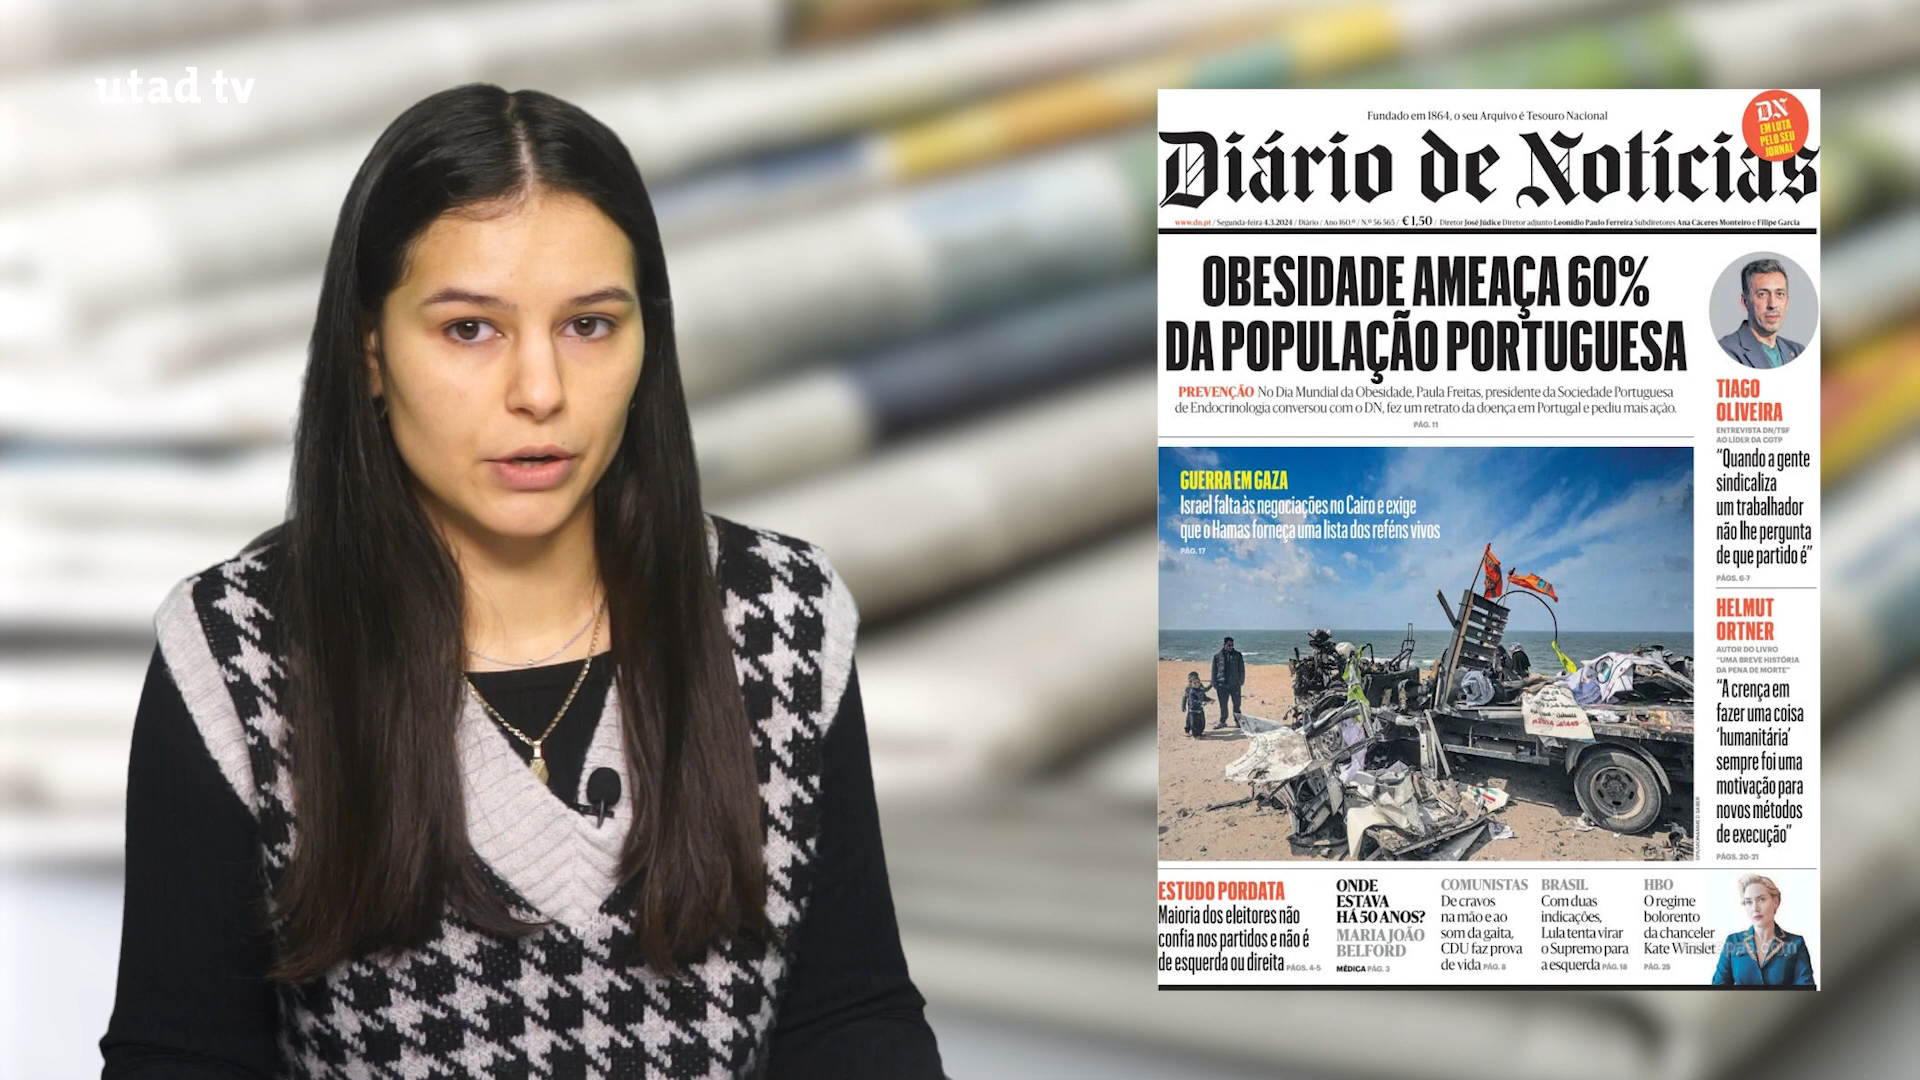 utad tv
Fundado em 1864, o seu Arquivo é Tesouro Nacional
Diário de Notícias
DN
EM LUTA
PELO SEU
JORNAL
www.dn.pt / Segunda-feira 4.3.2024 / Diário / Ano 160.º / N.º 56 565 / € 1,50 / Diretor José Júdice Diretor adjunto Leonídio Paulo Ferreira Subdiretores Ana Cáceres Monteiro e Filipe Garcia
OBESIDADE AMEAÇA 60%
DA POPULAÇÃO PORTUGUESA
PREVENÇÃO No Dia Mundial da Obesidade, Paula Freitas, presidente da Sociedade Portuguesa
de Endocrinologia conversou com o DN, fez um retrato da doença em Portugal e pediu mais ação.
PÁG. 11
GUERRA EM GAZA
Israel falta às negociações no Cairo e exige
que o Hamas forneça uma lista dos reféns vivos
PÁG. 17
TIAGO
OLIVEIRA
ENTREVISTA DN/TSF
AO LÍDER DA CGTP
“Quando a gente
sindicaliza
um trabalhador
não lhe pergunta
de que partido é”
PÁGS. 6-7
HELMUT
ORTNER
AUTOR DO LIVRO
“UMA BREVE HISTÓRIA
DA PENA DE MORTE”
“A crença em
fazer uma coisa
‘humanitária’
sempre foi uma
motivação para
novos métodos
de execução”
PÁGS. 20-21
ESTUDO PORDATA
Maioria dos eleitores não
confia nos partidos e não é
de esquerda ou direita PÁGS. 4-5
ONDE
ESTAVA
HÁ 50 ANOS?
MARIA JOÃO
BELFORD
MÉDICA PÁG. 3
COMUNISTAS
De cravos
na mão e ao
som da gaita,
CDU faz prova
de vida PÁG. 8
BRASIL
Com duas
indicações,
Lula tenta virar
o Supremo para
a esquerda PÁG. 18
HBO
O regime
bolorento
da chanceler
Kate Winslet
PÁG. 25